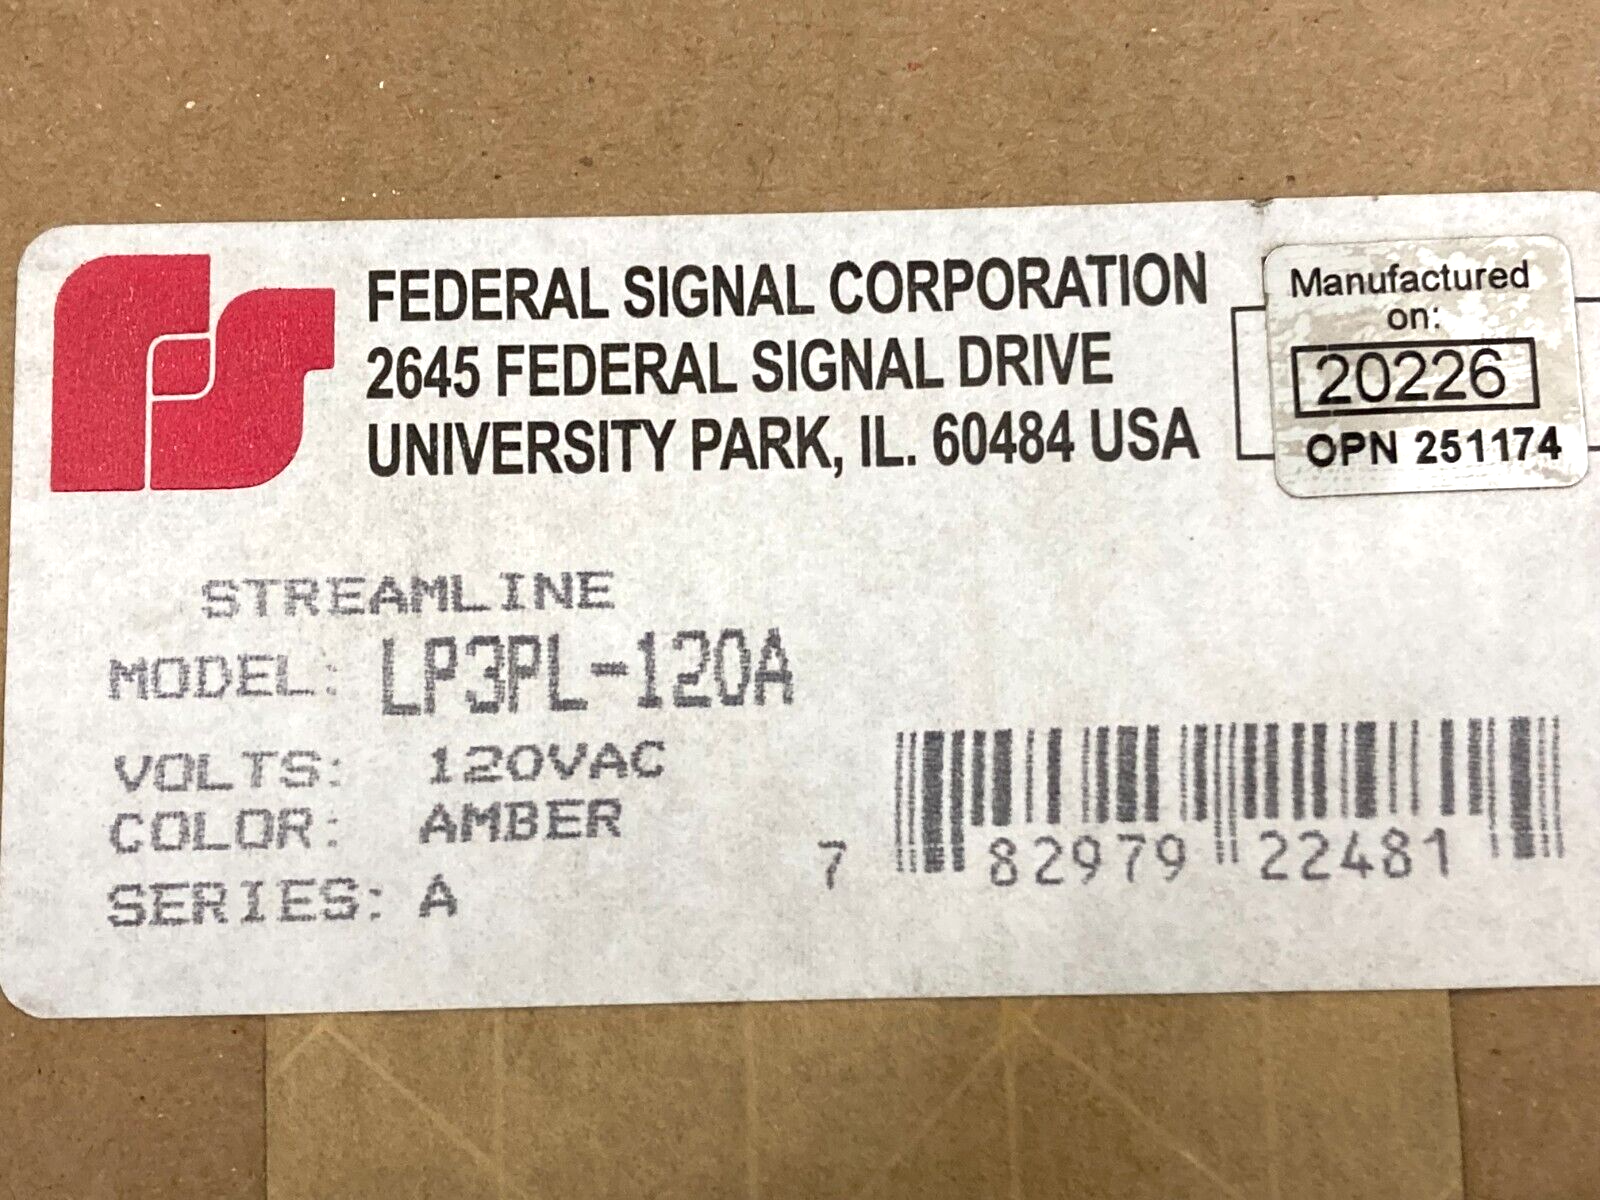 FEDERAL SIGNAL CORPORATION
2645 FEDERAL SIGNAL DRIVE
UNIVERSITY PARK, IL. 60484 USA
Manufactured
on:
20226
OPN 251174
STREAMLINE
MODEL: LP3PL-120A
VOLTS: 120VAC
COLOR: AMBER
SERIES: A
7 82979 22481